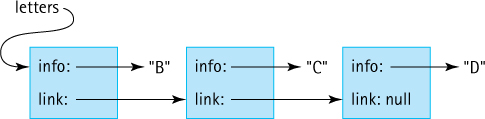 letters
info: "B" info: "C" info: "D"
link: link: link: null